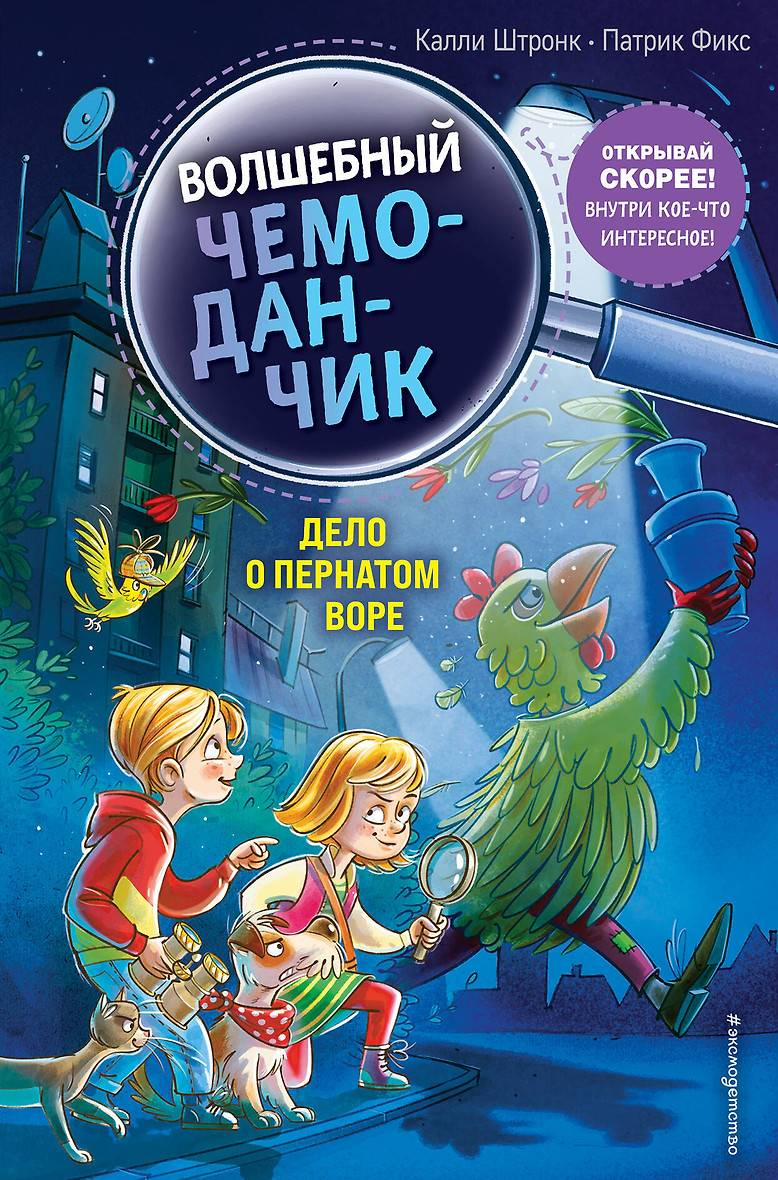 Калли Штронк • Патрик Фикс
ВОЛШЕБНЫЙ
ЧЕМО-
ДАН-
ЧИК
ОТКРЫВАЙ
СКОРЕЕ!
ВНУТРИ КОЕ-ЧТО
ИНТЕРЕСНОЕ!
ДЕЛО
О ПЕРНАТОМ
ВОРЕ
#эксмодетство